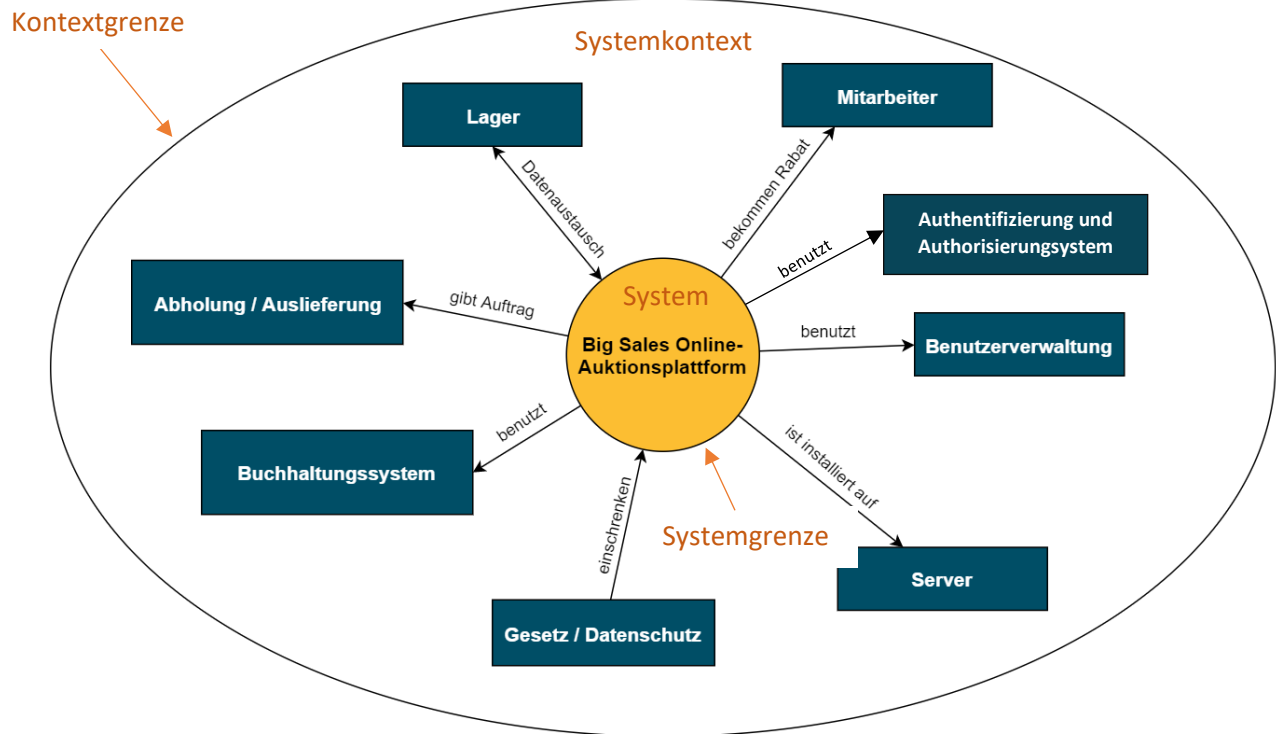 Kontextgrenze
Systemkontext
Lager
Mitarbeiter
Datenaustausch
bekommen Rabat
Authentifizierung und
Authorisierungsystem
benutzt
Abholung / Auslieferung
gibt Auftrag
System
Big Sales Online-
Auktionsplattform
benutzt
Benutzerverwaltung
benutzt
Buchhaltungssystem
ist installiert auf
einschrenken
Systemgrenze
Server
Gesetz / Datenschutz